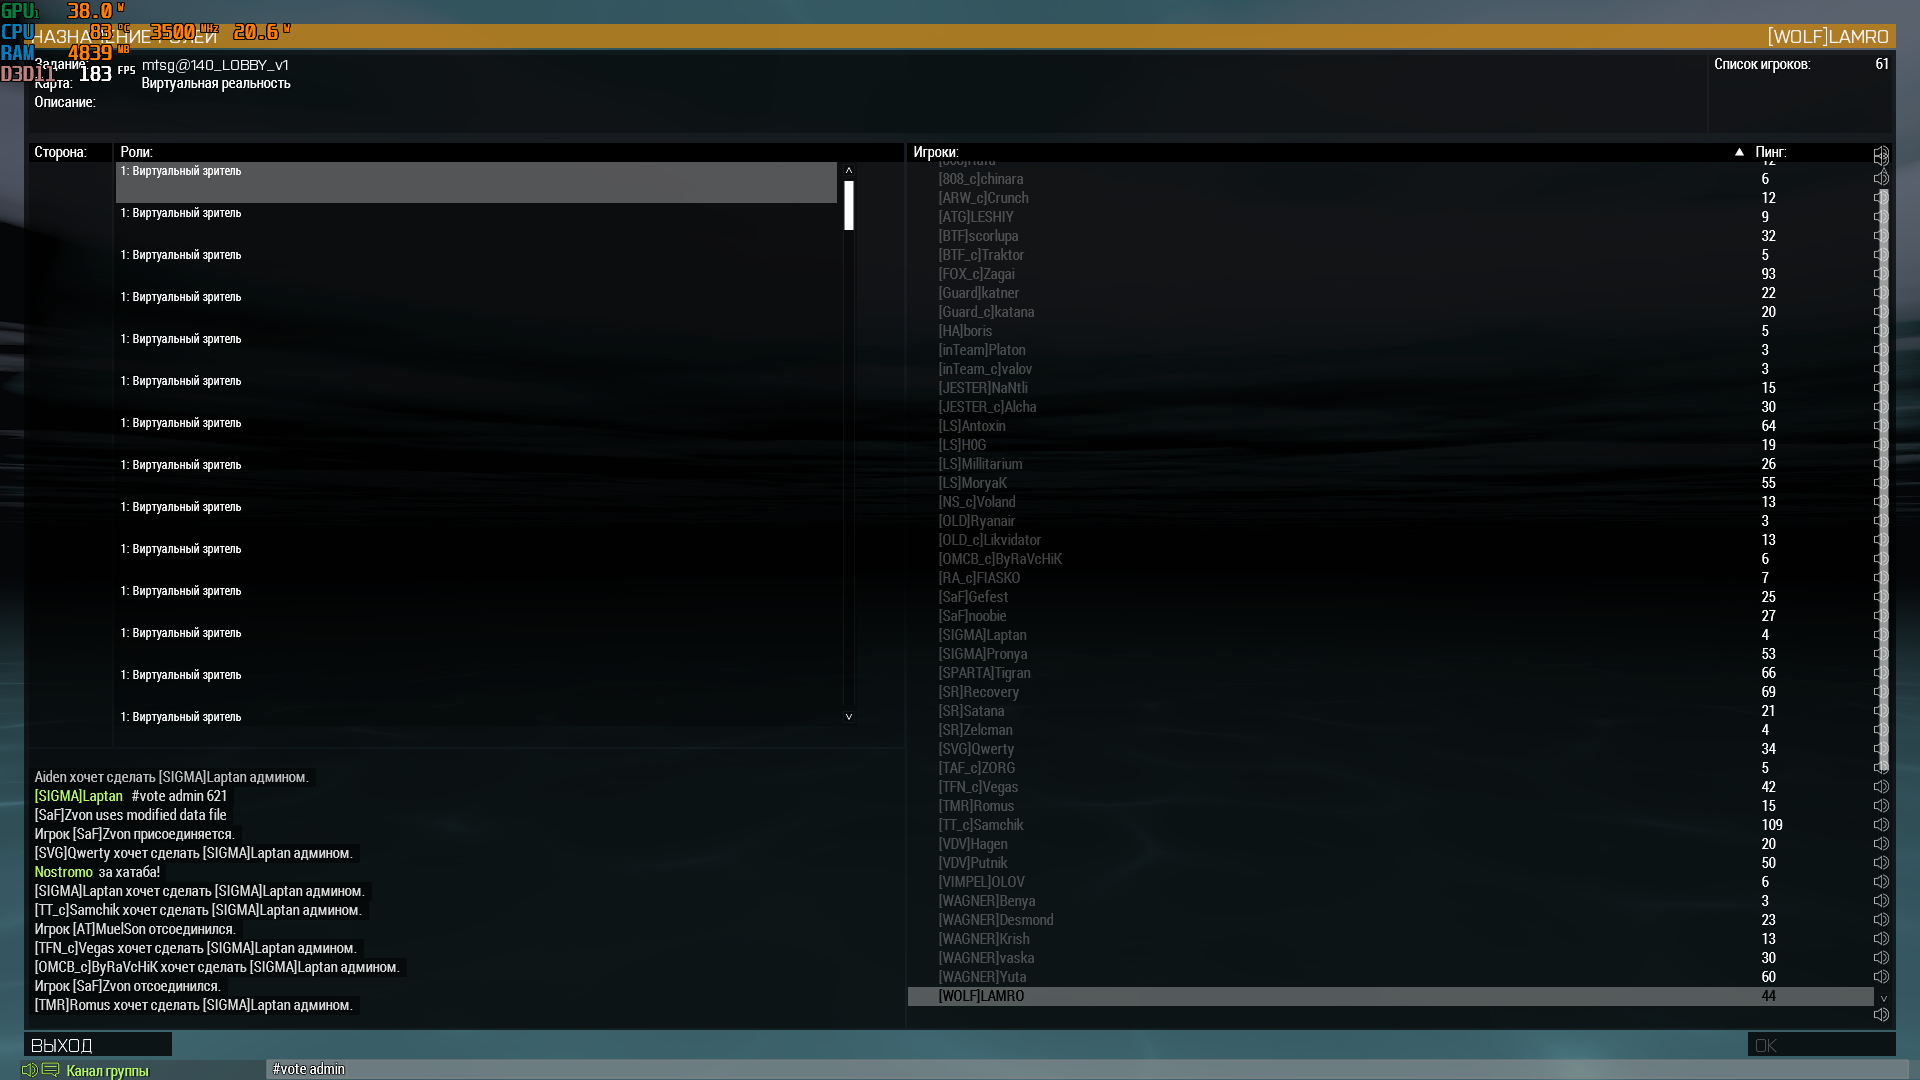 GPU1 38.0 W
CPU 83 °C 3500 MHz 20.6 W
НАЗНАЧЕНИЕ РОЛЕЙ [WOLF]LAMRO
RAM 4839 MB
D3D11 183 FPS
Задание: mtsg@140_LOBBY_v1
Карта: Виртуальная реальность
Описание:
Список игроков: 61
Сторона: Роли:
1: Виртуальный зритель
1: Виртуальный зритель
1: Виртуальный зритель
1: Виртуальный зритель
1: Виртуальный зритель
1: Виртуальный зритель
1: Виртуальный зритель
1: Виртуальный зритель
1: Виртуальный зритель
1: Виртуальный зритель
1: Виртуальный зритель
1: Виртуальный зритель
1: Виртуальный зритель
1: Виртуальный зритель
Игроки: ▲ Пинг:
12
[808_c]chinara 6
[ARW_c]Crunch 12
[ATG]LESHIY 9
[BTF]scorlupa 32
[BTF_c]Traktor 5
[FOX_c]Zagai 93
[Guard]katner 22
[Guard_c]katana 20
[HA]boris 5
[inTeam]Platon 3
[inTeam_c]valov 3
[JESTER]NaNtli 15
[JESTER_c]Alcha 30
[LS]Antoxin 64
[LS]H0G 19
[LS]Millitarium 26
[LS]MoryaK 55
[NS_c]Voland 13
[OLD]Ryanair 3
[OLD_c]Likvidator 13
[OMCB_c]ByRaVcHiK 6
[RA_c]FIASKO 7
[SaF]Gefest 25
[SaF]noobie 27
[SIGMA]Laptan 4
[SIGMA]Pronya 53
[SPARTA]Tigran 66
[SR]Recovery 69
[SR]Satana 21
[SR]Zelcman 4
[SVG]Qwerty 34
[TAF_c]ZORG 5
[TFN_c]Vegas 42
[TMR]Romus 15
[TT_c]Samchik 109
[VDV]Hagen 20
[VDV]Putnik 50
[VIMPEL]OLOV 6
[WAGNER]Benya 3
[WAGNER]Desmond 23
[WAGNER]Krish 13
[WAGNER]vaska 30
[WAGNER]Yuta 60
[WOLF]LAMRO 44
Aiden хочет сделать [SIGMA]Laptan админом.
[SIGMA]Laptan #vote admin 621
[SaF]Zvon uses modified data file
Игрок [SaF]Zvon присоединяется.
[SVG]Qwerty хочет сделать [SIGMA]Laptan админом.
Nostromo за хатаба!
[SIGMA]Laptan хочет сделать [SIGMA]Laptan админом.
[TT_c]Samchik хочет сделать [SIGMA]Laptan админом.
Игрок [AT]MuelSon отсоединился.
[TFN_c]Vegas хочет сделать [SIGMA]Laptan админом.
[OMCB_c]ByRaVcHiK хочет сделать [SIGMA]Laptan админом.
Игрок [SaF]Zvon отсоединился.
[TMR]Romus хочет сделать [SIGMA]Laptan админом.
ВЫХОД OK
Канал группы #vote admin